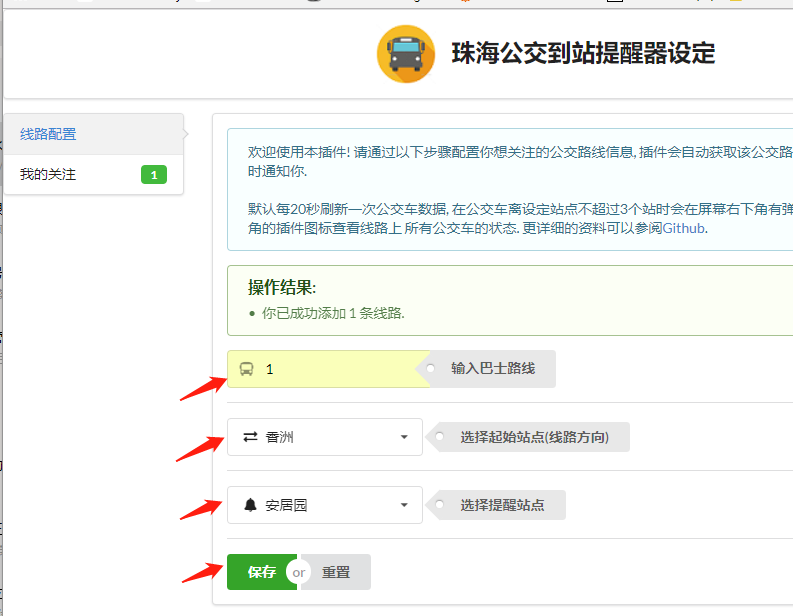 珠海公交到站提醒器设定
线路配置
我的关注 1
欢迎使用本插件! 请通过以下步骤配置你想关注的公交路线信息, 插件会自动获取该公交路
时通知你.
默认每20秒刷新一次公交车数据, 在公交车离设定站点不超过3个站时会在屏幕右下角有弹
角的插件图标查看线路上 所有公交车的状态. 更详细的资料可以参阅Github.
操作结果:
• 你已成功添加 1 条线路.
1 输入巴士路线
香洲 选择起始站点(线路方向)
安居园 选择提醒站点
保存 or 重置